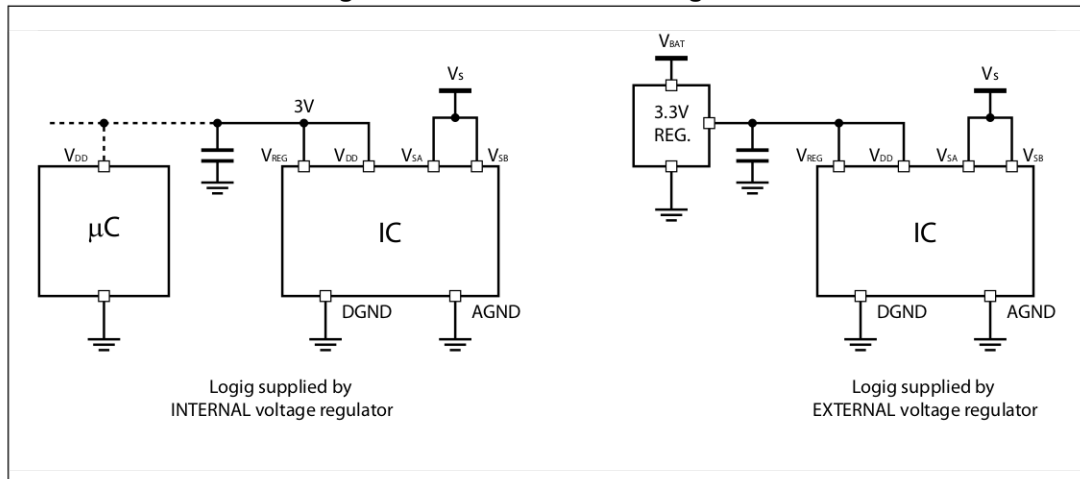 VBAT
VS
3.3V
REG.
VS
3V
VDD
VREG
VDD
VSA
VSB
VREG
VDD
VSA
VSB
µC
IC
IC
DGND
AGND
DGND
AGND
Logig supplied by
INTERNAL voltage regulator
Logig supplied by
EXTERNAL voltage regulator